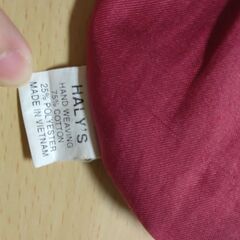 HALY'S
HAND WEAVING
75% COTTON
25% POLYESTER
MADE IN VIETNAM